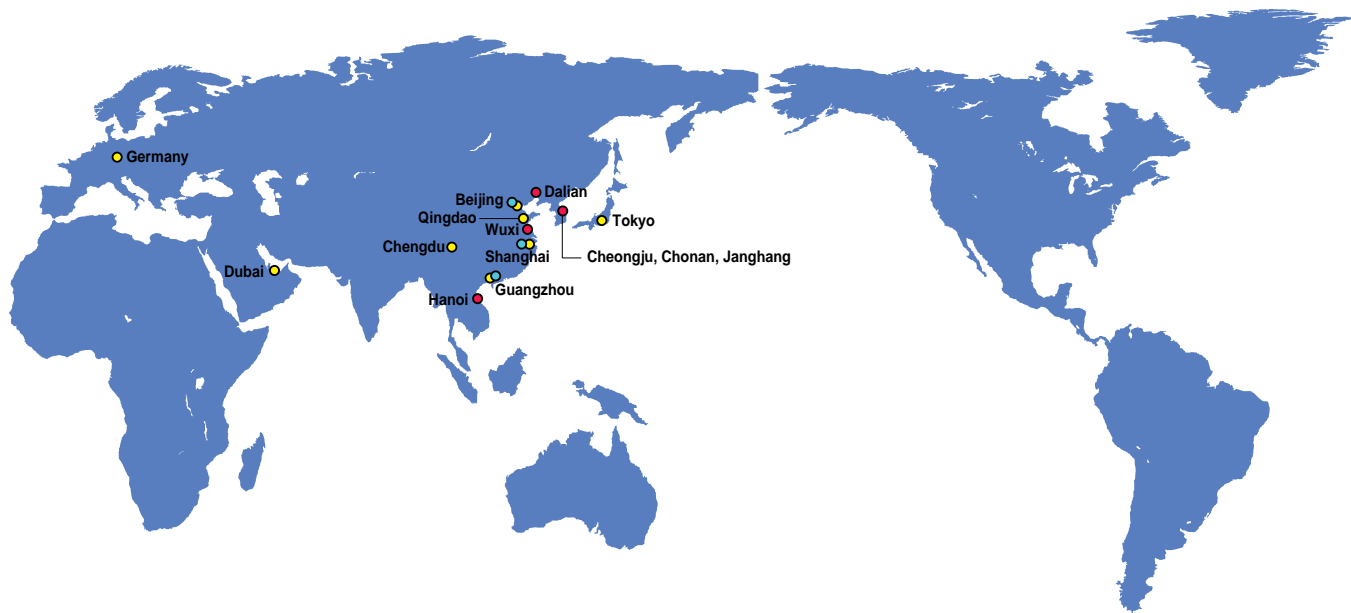 Germany
Beijing
Dalian
Qingdao
Tokyo
Wuxi
Chengdu
Shanghai
Cheongju, Chonan, Janghang
Dubai
Guangzhou
Hanoi